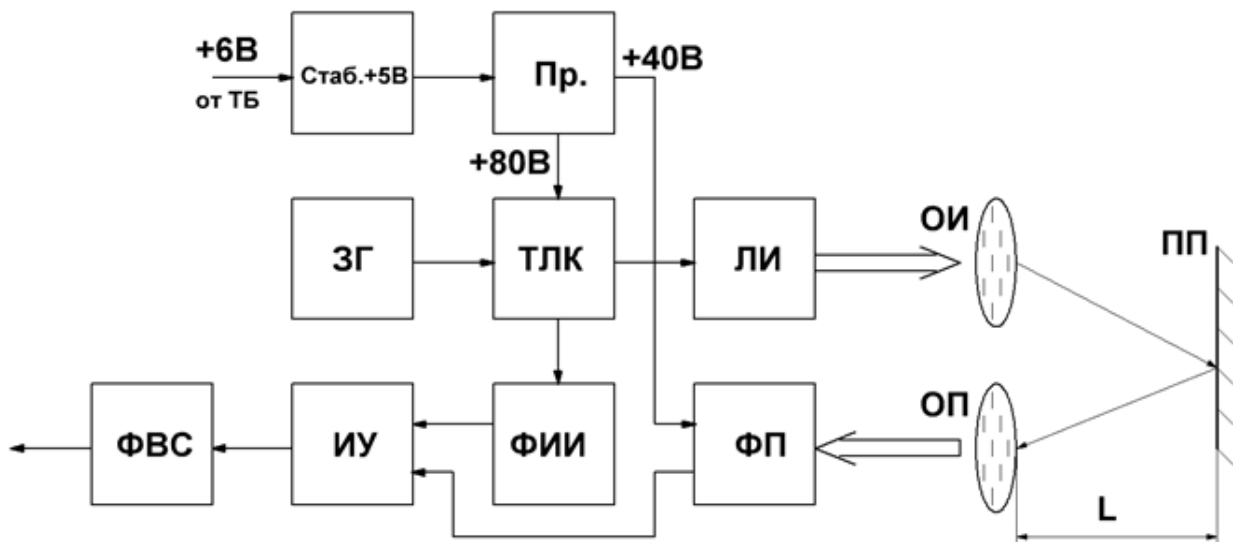 +6В
от ТБ
Стаб.+5В
Пр.
+40В
+80В
ЗГ
ТЛК
ЛИ
ОИ
ПП
ФВС
ИУ
ФИИ
ФП
ОП
L